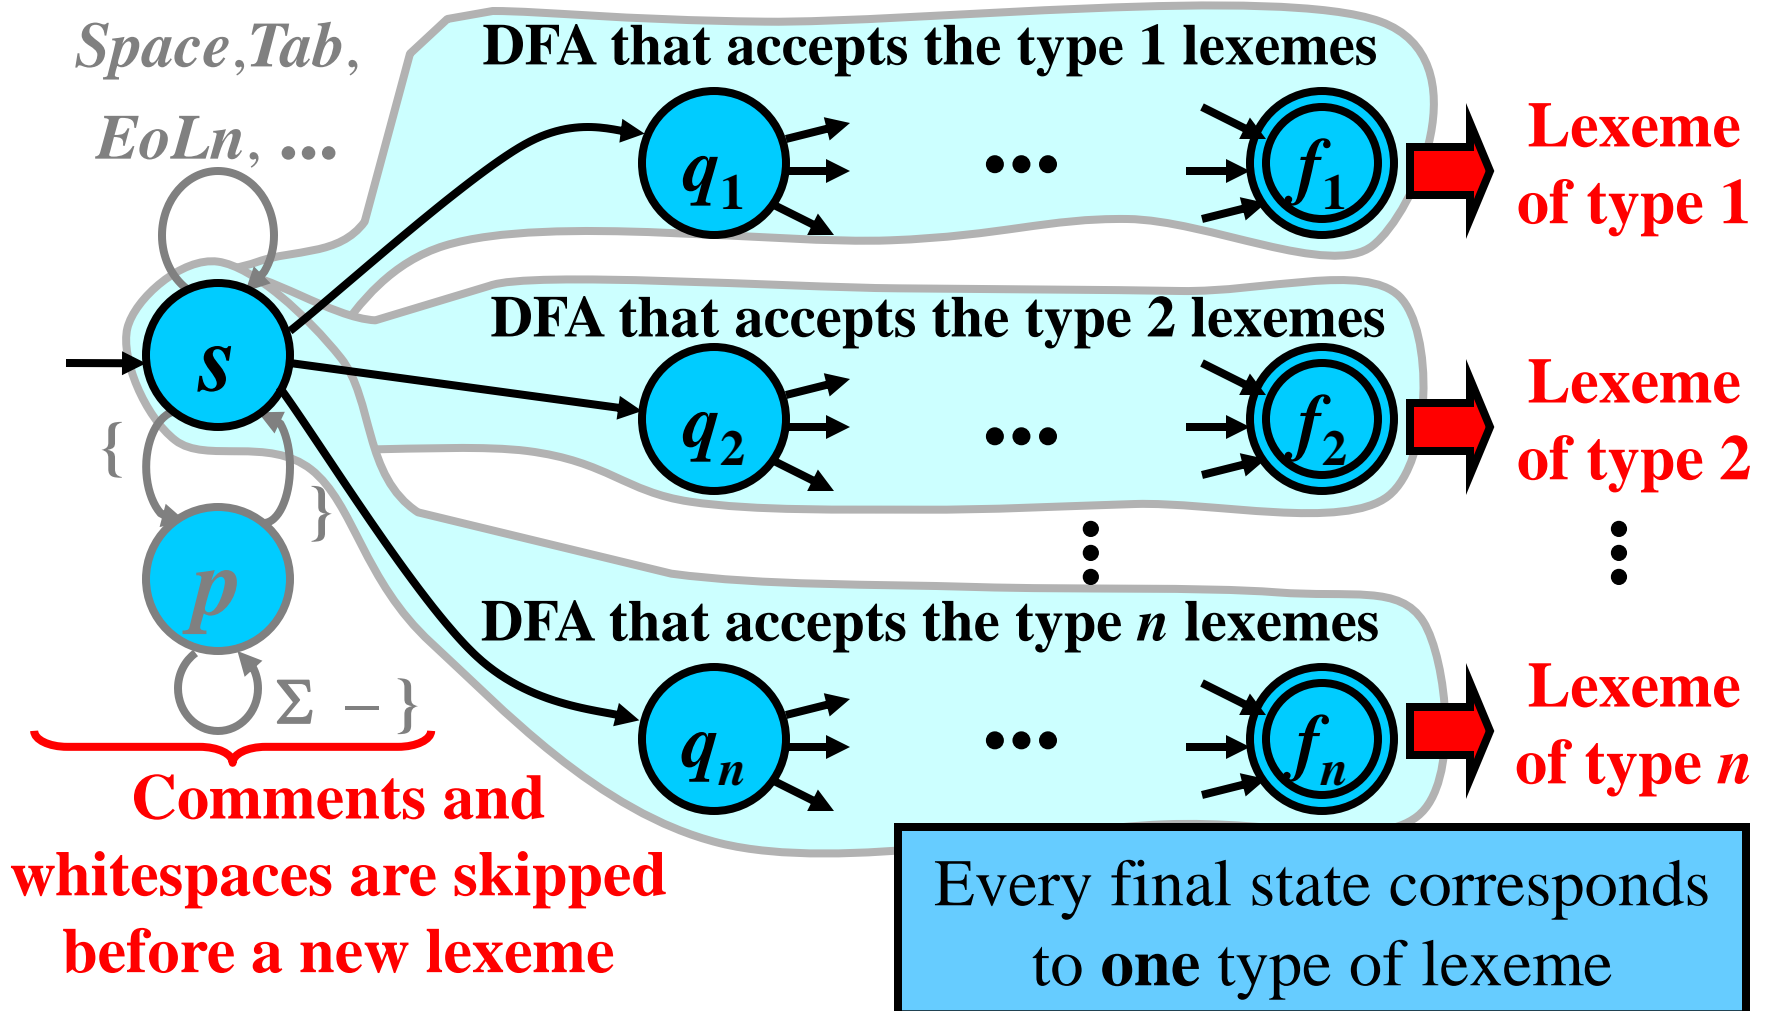 Space, Tab,
EoLn, ...
DFA that accepts the type 1 lexemes
q1
...
f1
Lexeme
of type 1
s
DFA that accepts the type 2 lexemes
q2
...
f2
Lexeme
of type 2
{
}
p
Σ – }
DFA that accepts the type n lexemes
qn
...
fn
Lexeme
of type n
Comments and
whitespaces are skipped
before a new lexeme
Every final state corresponds
to one type of lexeme